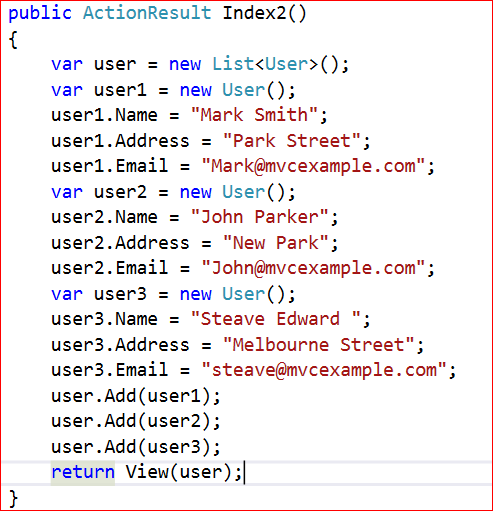 public ActionResult Index2()
{
    var user = new List<User>();
    var user1 = new User();
    user1.Name = "Mark Smith";
    user1.Address = "Park Street";
    user1.Email = "Mark@mvcexample.com";
    var user2 = new User();
    user2.Name = "John Parker";
    user2.Address = "New Park";
    user2.Email = "John@mvcexample.com";
    var user3 = new User();
    user3.Name = "Steave Edward ";
    user3.Address = "Melbourne Street";
    user3.Email = "steave@mvcexample.com";
    user.Add(user1);
    user.Add(user2);
    user.Add(user3);
    return View(user);
}